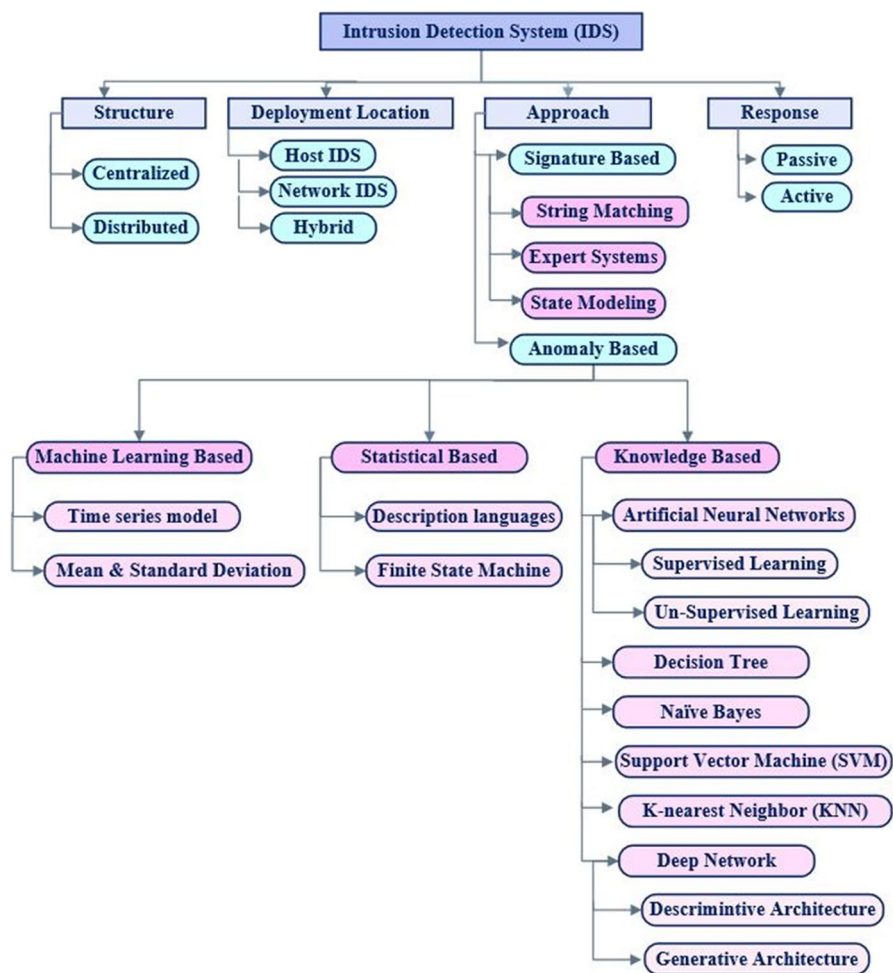 Intrusion Detection System (IDS)
Structure
Deployment Location
Approach
Response
Centralized
Distributed
Host IDS
Network IDS
Hybrid
Signature Based
String Matching
Expert Systems
State Modeling
Anomaly Based
Passive
Active
Machine Learning Based
Time series model
Mean & Standard Deviation
Statistical Based
Description languages
Finite State Machine
Knowledge Based
Artificial Neural Networks
Supervised Learning
Un-Supervised Learning
Decision Tree
Naïve Bayes
Support Vector Machine (SVM)
K-nearest Neighbor (KNN)
Deep Network
Descrimintive Architecture
Generative Architecture